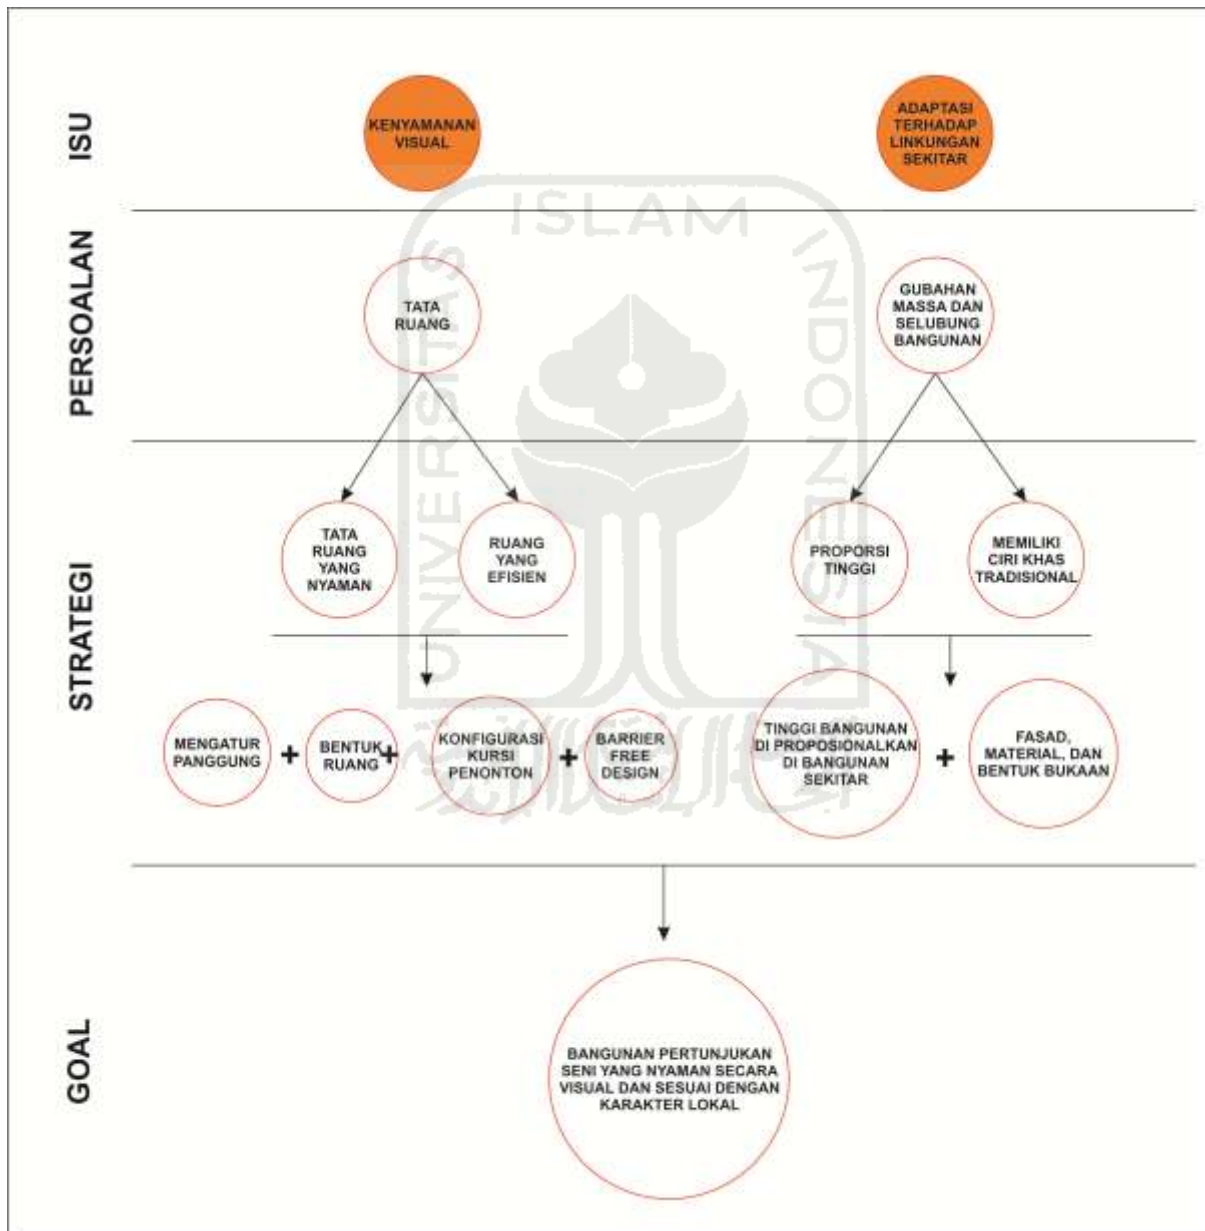 ISU
KENYAMANAN
VISUAL
ADAPTASI
TERHADAP
LINKUNGAN
SEKITAR
PERSOALAN
TATA
RUANG
GUBAHAN
MASSA DAN
SELUBUNG
BANGUNAN
STRATEGI
TATA
RUANG
YANG
NYAMAN
RUANG
YANG
EFISIEN
PROPORSI
TINGGI
MEMILIKI
CIRI KHAS
TRADISIONAL
MENGATUR
PANGGUNG
+
BENTUK
RUANG
+
KONFIGURASI
KURSI
PENONTON
+
BARRIER
FREE
DESIGN
TINGGI BANGUNAN
DI PROPOSIONALKAN
DI BANGUNAN
SEKITAR
+
FASAD,
MATERIAL, DAN
BENTUK BUKAAN
GOAL
BANGUNAN PERTUNJUKAN
SENI YANG NYAMAN SECARA
VISUAL DAN SESUAI DENGAN
KARAKTER LOKAL
UNIVERSITAS
ISLAM
INDONESIA